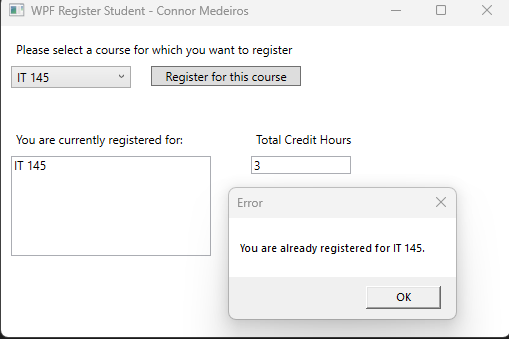 WPF Register Student - Connor Medeiros
Please select a course for which you want to register
IT 145
Register for this course
You are currently registered for:
Total Credit Hours
IT 145
3
Error
You are already registered for IT 145.
OK